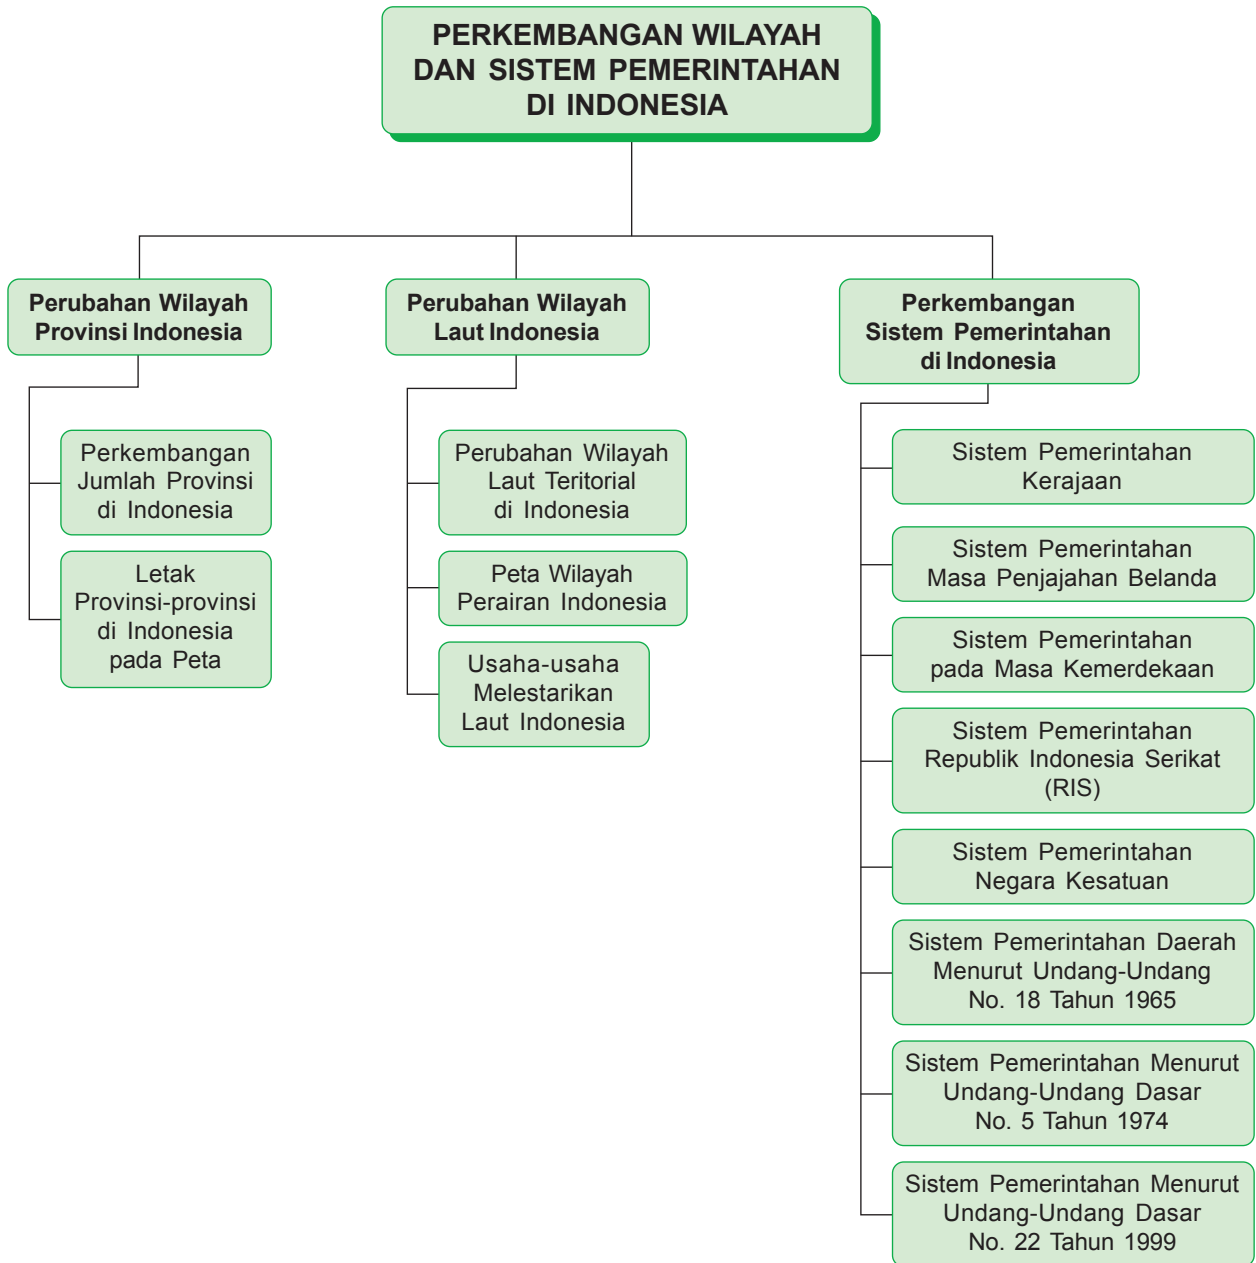 PERKEMBANGAN WILAYAH
DAN SISTEM PEMERINTAHAN
DI INDONESIA
Perubahan Wilayah
Provinsi Indonesia
Perkembangan
Jumlah Provinsi
di Indonesia
Letak
Provinsi-provinsi
di Indonesia
pada Peta
Perubahan Wilayah
Laut Indonesia
Perubahan Wilayah
Laut Teritorial
di Indonesia
Peta Wilayah
Perairan Indonesia
Usaha-usaha
Melestarikan
Laut Indonesia
Perkembangan
Sistem Pemerintahan
di Indonesia
Sistem Pemerintahan
Kerajaan
Sistem Pemerintahan
Masa Penjajahan Belanda
Sistem Pemerintahan
pada Masa Kemerdekaan
Sistem Pemerintahan
Republik Indonesia Serikat
(RIS)
Sistem Pemerintahan
Negara Kesatuan
Sistem Pemerintahan Daerah
Menurut Undang-Undang
No. 18 Tahun 1965
Sistem Pemerintahan Menurut
Undang-Undang Dasar
No. 5 Tahun 1974
Sistem Pemerintahan Menurut
Undang-Undang Dasar
No. 22 Tahun 1999